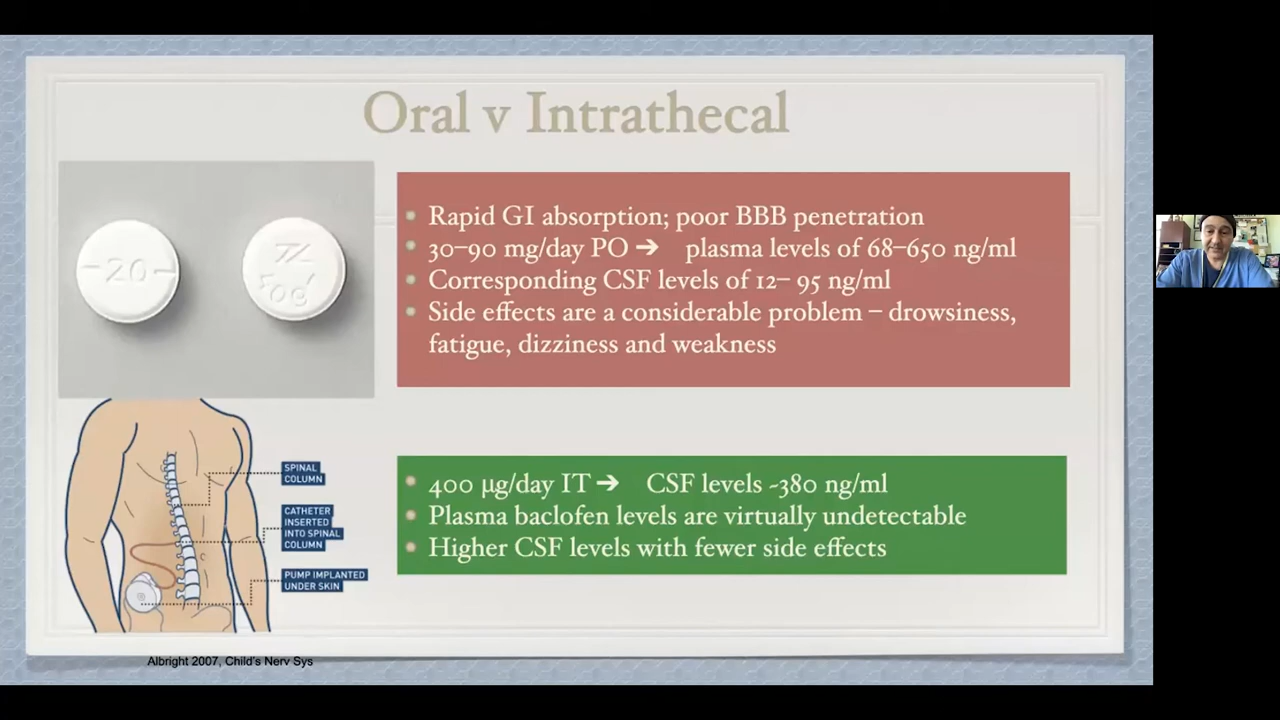 Oral v Intrathecal
-20-
Rapid GI absorption; poor BBB penetration
30–90 mg/day PO ➔ plasma levels of 68–650 ng/ml
Corresponding CSF levels of 12– 95 ng/ml
Side effects are a considerable problem – drowsiness,
fatigue, dizziness and weakness
SPINAL
COLUMN
CATHETER
INSERTED
INTO SPINAL
COLUMN
PUMP IMPLANTED
UNDER SKIN
400 µg/day IT ➔ CSF levels ~380 ng/ml
Plasma baclofen levels are virtually undetectable
Higher CSF levels with fewer side effects
Albright 2007, Child's Nerv Sys